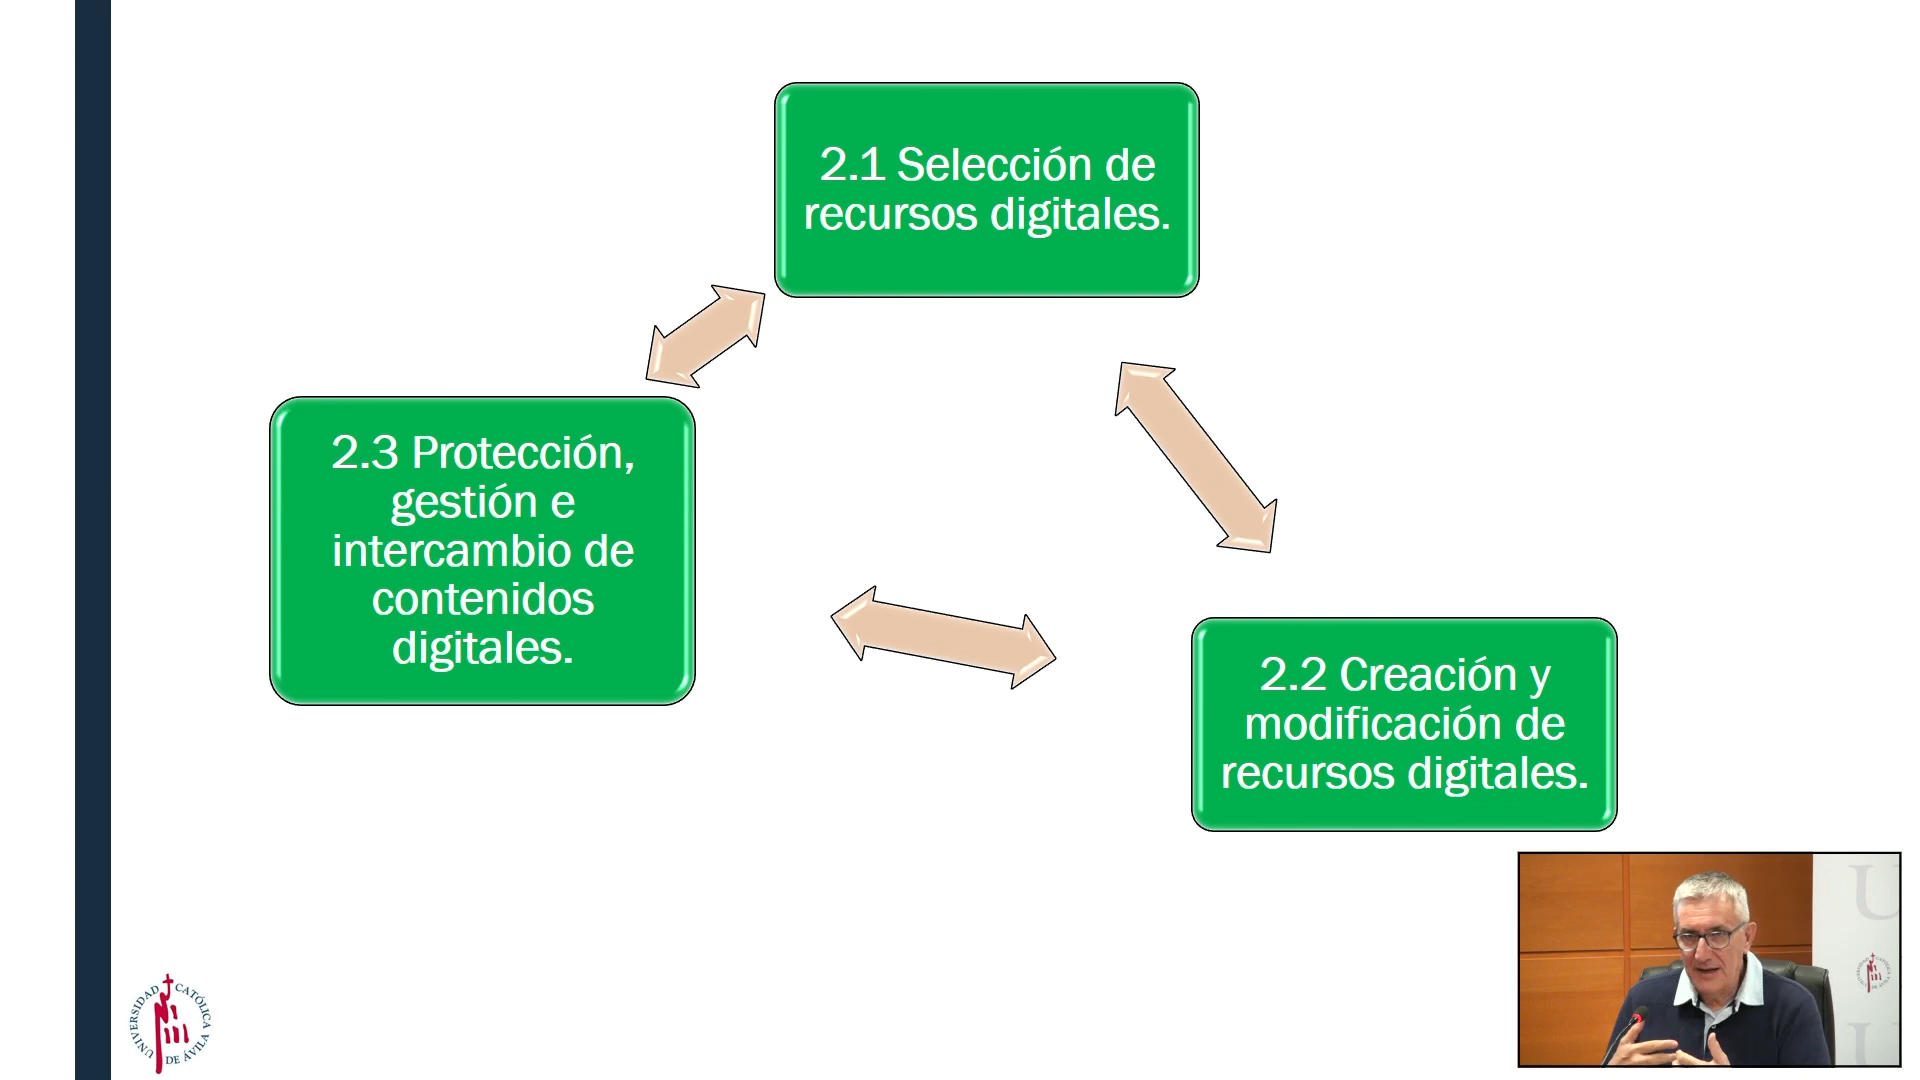 2.1 Selección de
recursos digitales.
2.3 Protección,
gestión e
intercambio de
contenidos
digitales.
2.2 Creación y
modificación de
recursos digitales.
UNIVERSIDAD CATÓLICA
DE ÁVILA
U
U